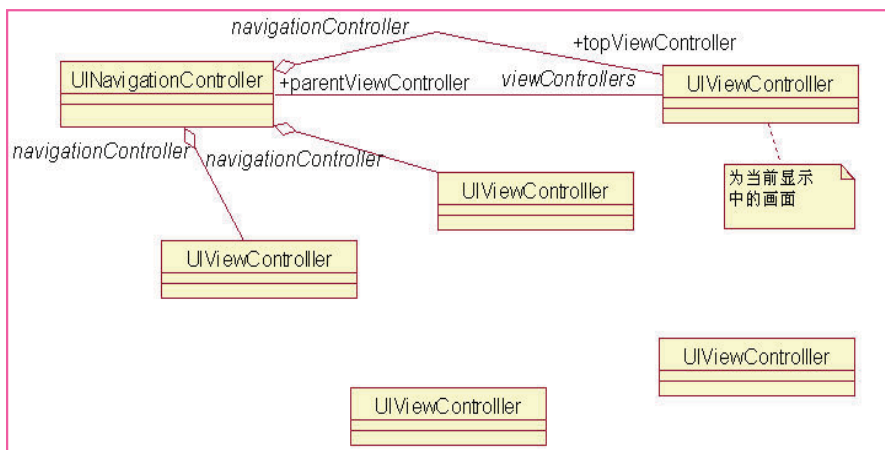 navigationController
+topViewController
UINavigationController
+parentViewController
viewControllers
UIViewControlller
navigationController
navigationController
为当前显示
中的画面
UIViewControlller
UIViewControlller
UIViewControlller
UIViewControlller